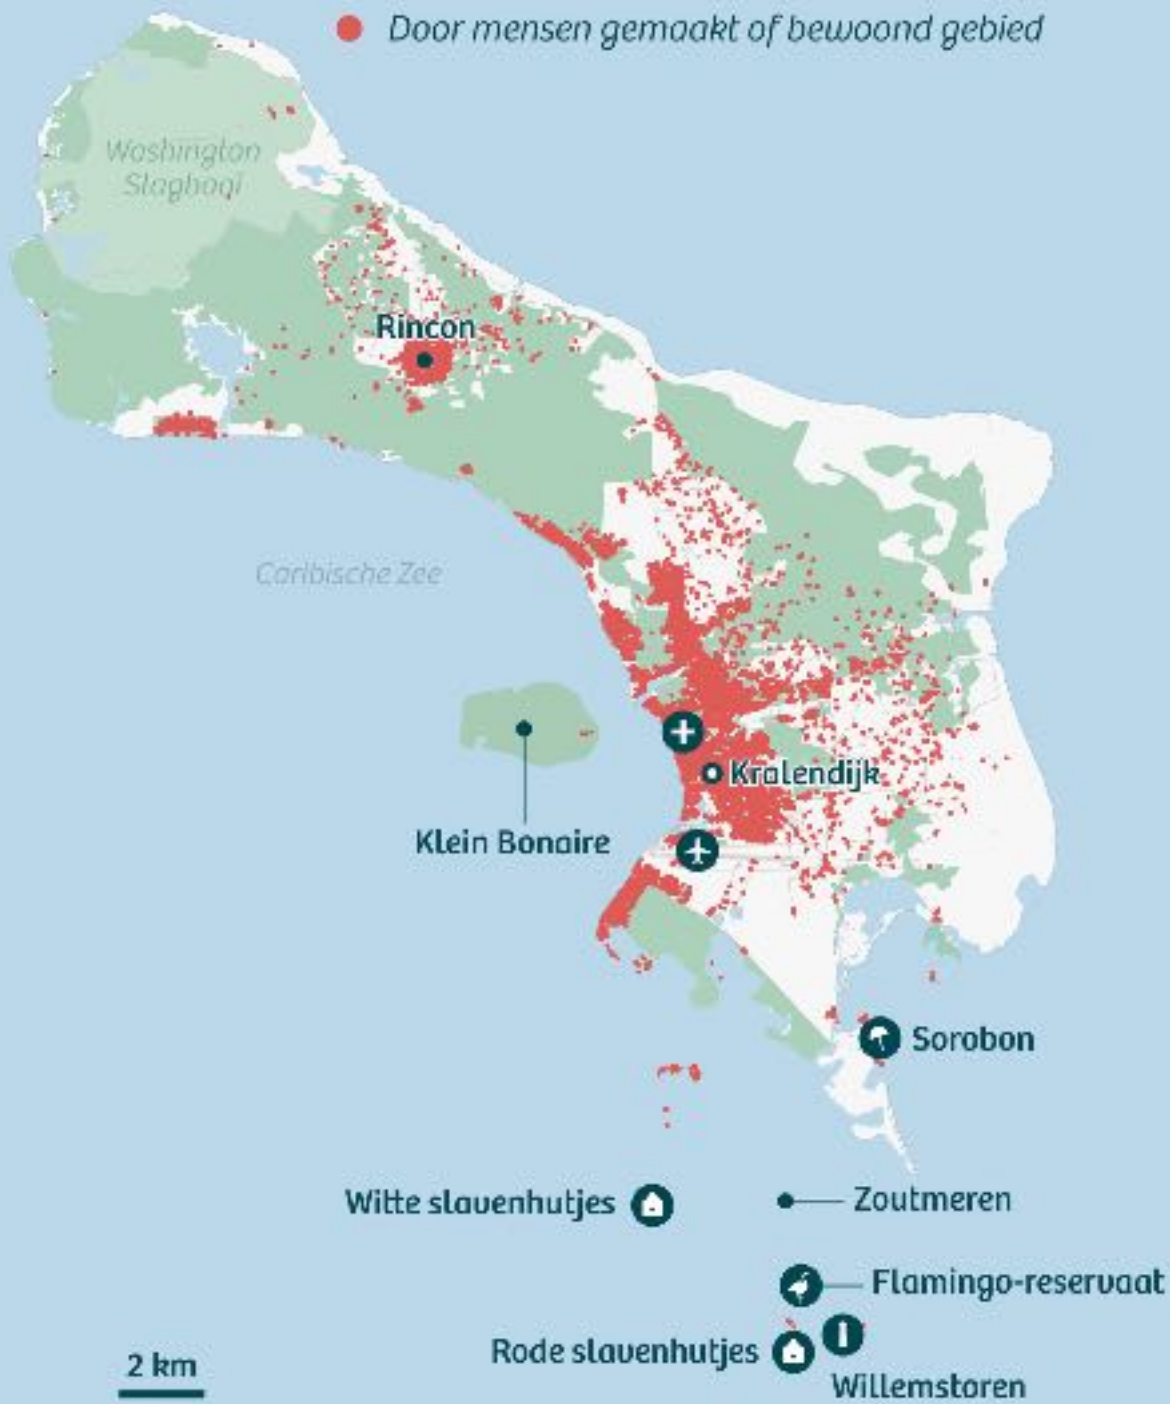 Door mensen gemaakt of bewoond gebied
Washington
Slagbaai
Rincon
Caribische Zee
Kralendijk
Klein Bonaire
Sorobon
Witte slavenhutjes
Zoutmeren
Flamingo-reservaat
Rode slavenhutjes
Willemstoren
2 km